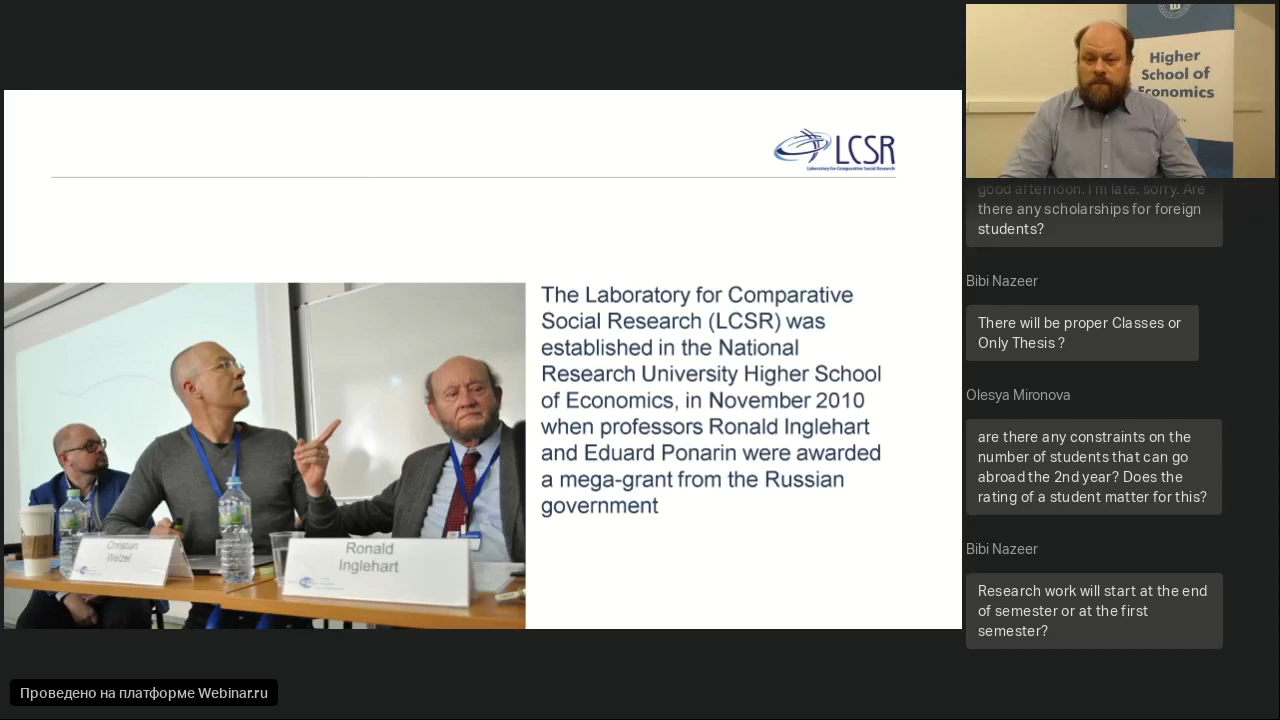 LCSR
Laboratory for Comparative Social Research
The Laboratory for Comparative
Social Research (LCSR) was
established in the National
Research University Higher School
of Economics, in November 2010
when professors Ronald Inglehart
and Eduard Ponarin were awarded
a mega-grant from the Russian
government
Christian
Welzel
Ronald
Inglehart
Higher
School of
Economics
good afternoon. I'm late. sorry. Are
there any scholarships for foreign
students?
Bibi Nazeer
There will be proper Classes or
Only Thesis ?
Olesya Mironova
are there any constraints on the
number of students that can go
abroad the 2nd year? Does the
rating of a student matter for this?
Bibi Nazeer
Research work will start at the end
of semester or at the first
semester?
Проведено на платформе Webinar.ru